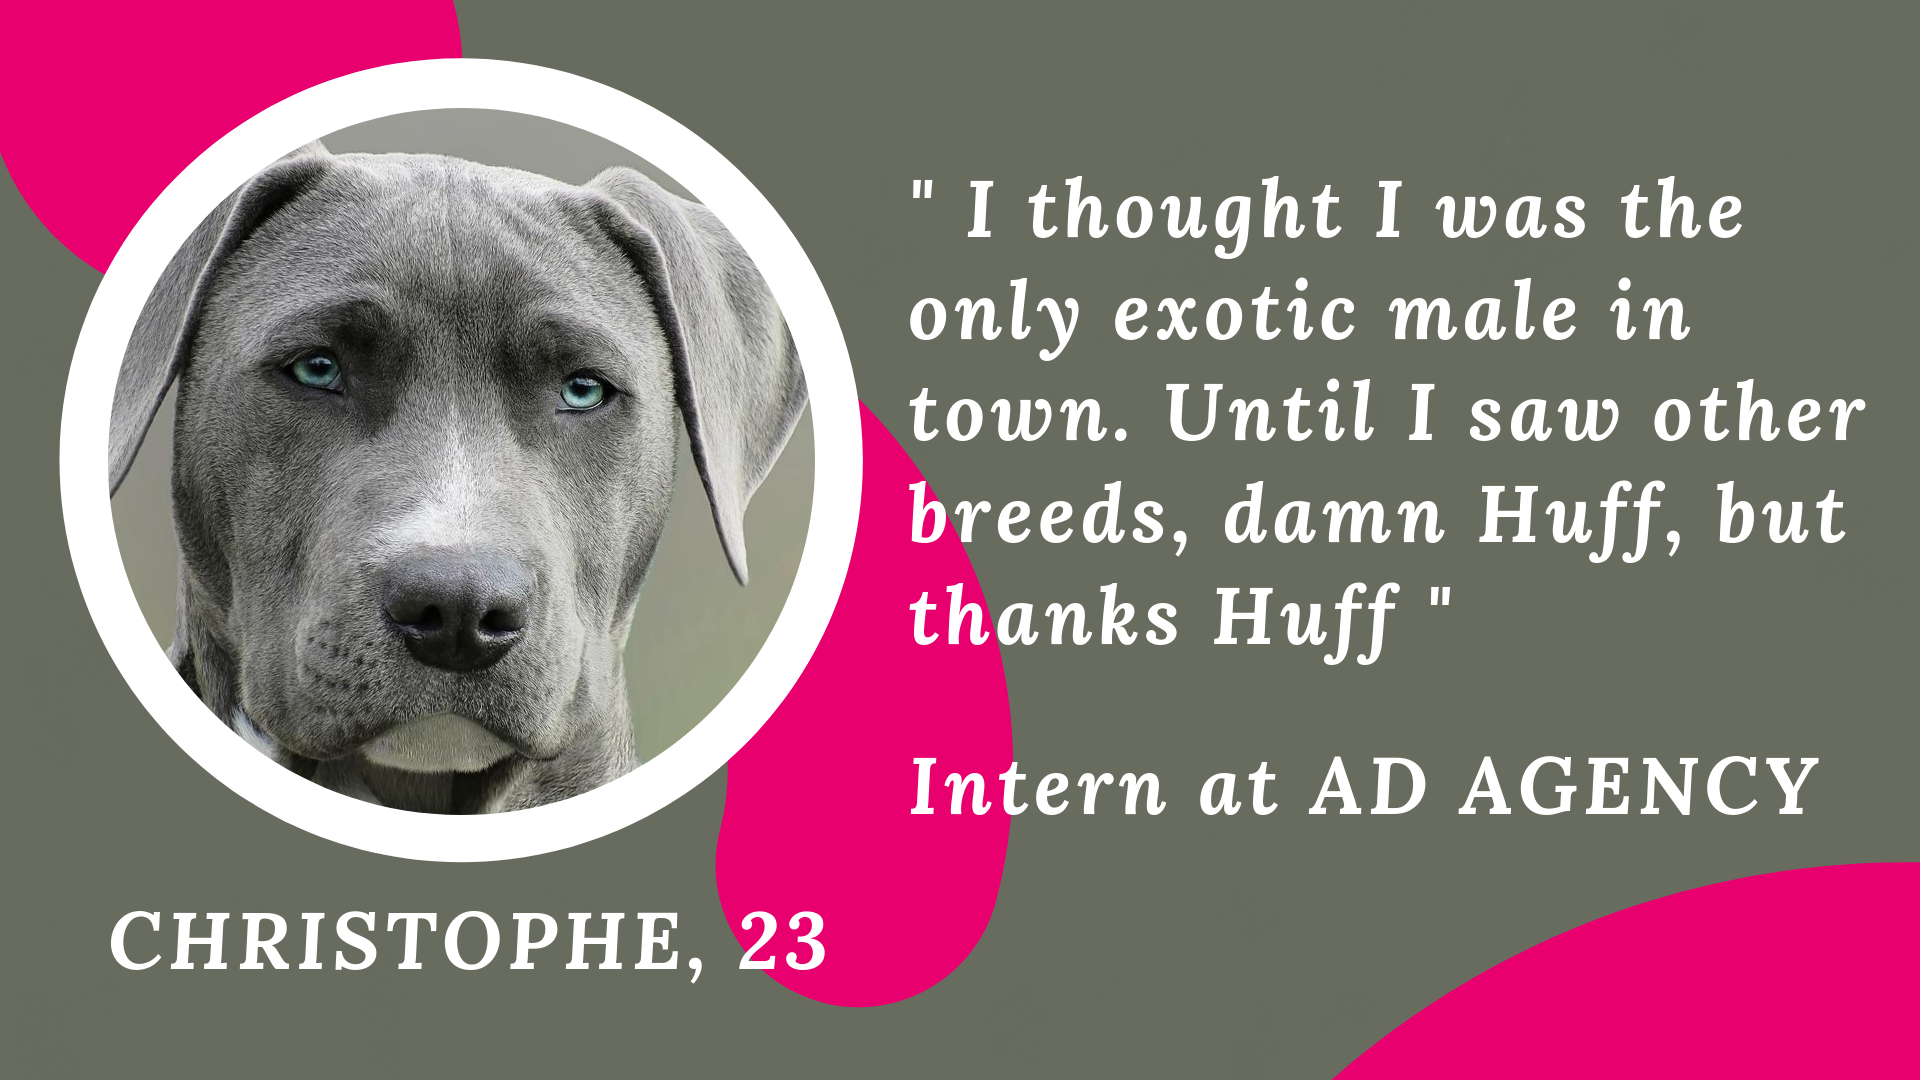 " I thought I was the
only exotic male in
town. Until I saw other
breeds, damn Huff, but
thanks Huff "
Intern at AD AGENCY
CHRISTOPHE, 23